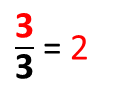 3/3 = 2